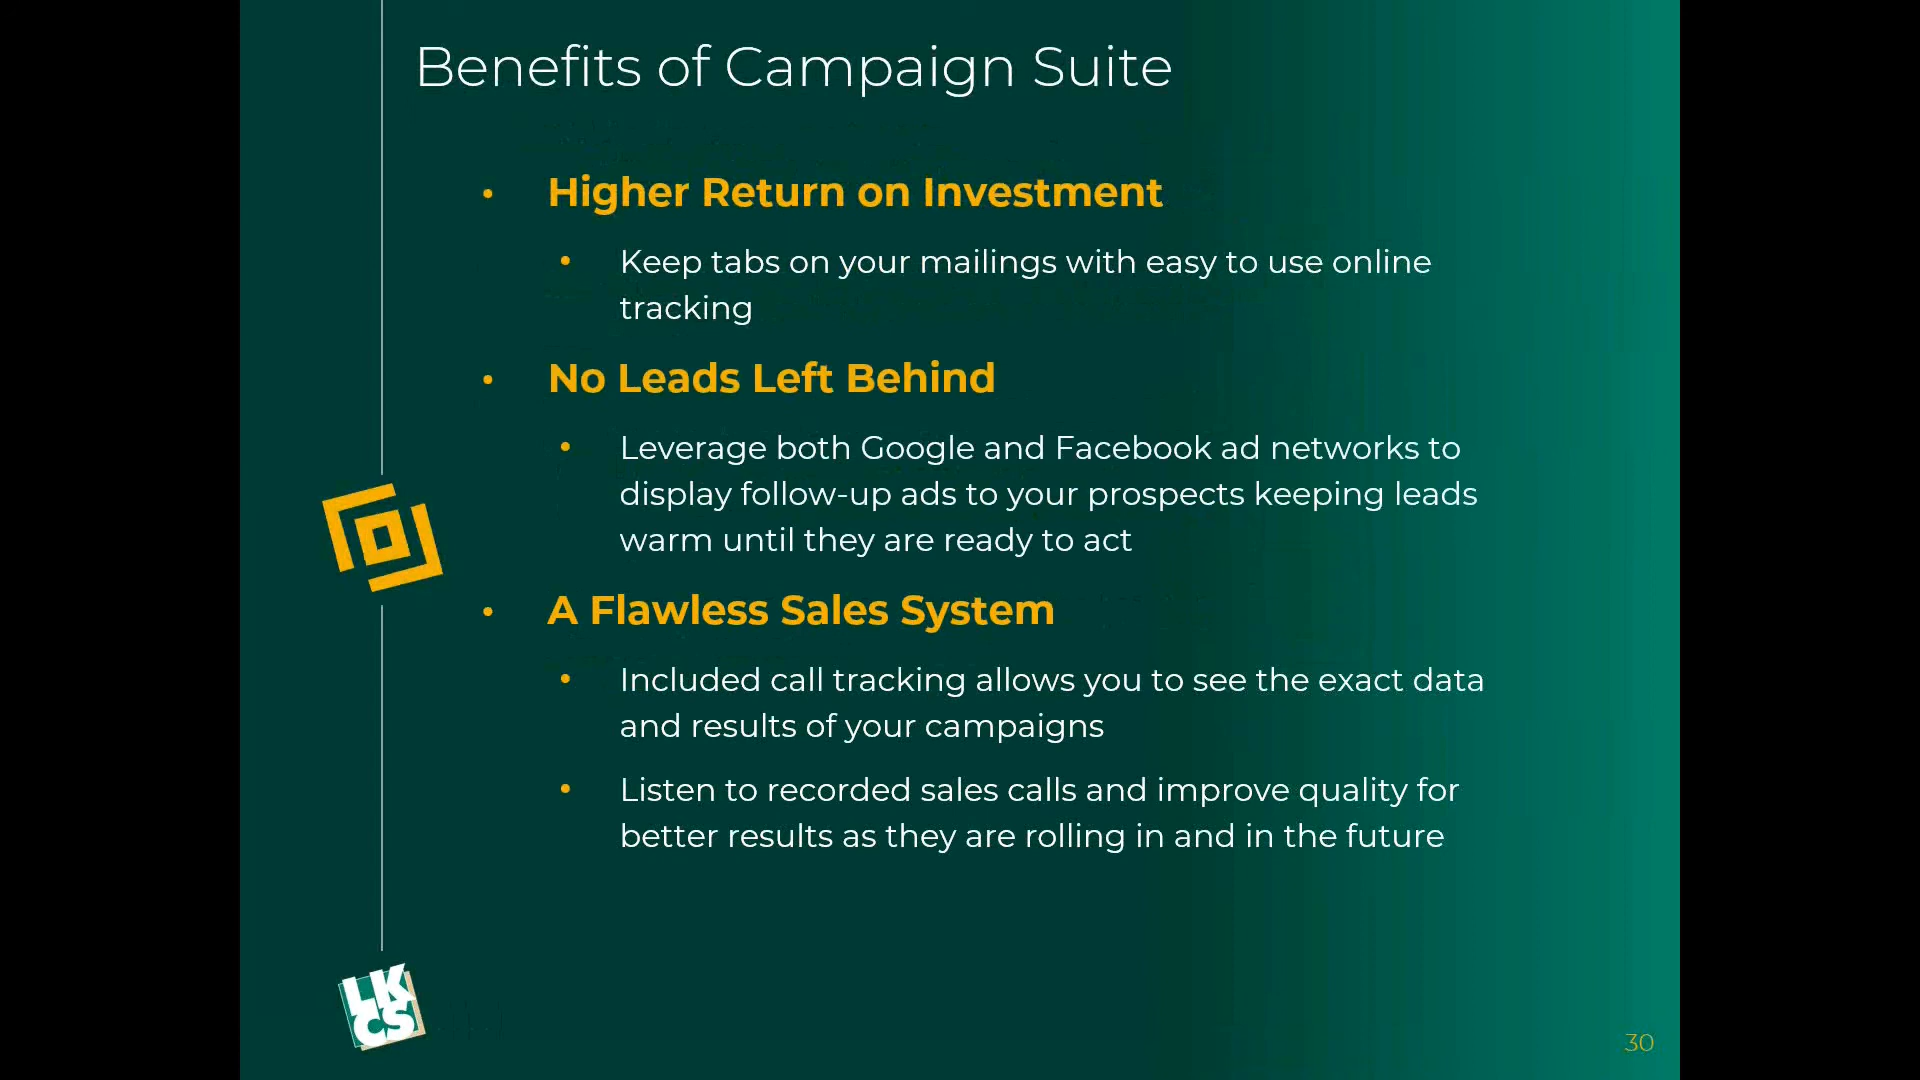 Benefits of Campaign Suite
• Higher Return on Investment
• Keep tabs on your mailings with easy to use online
tracking
• No Leads Left Behind
• Leverage both Google and Facebook ad networks to
display follow-up ads to your prospects keeping leads
warm until they are ready to act
• A Flawless Sales System
• Included call tracking allows you to see the exact data
and results of your campaigns
• Listen to recorded sales calls and improve quality for
better results as they are rolling in and in the future
LK
CS
30